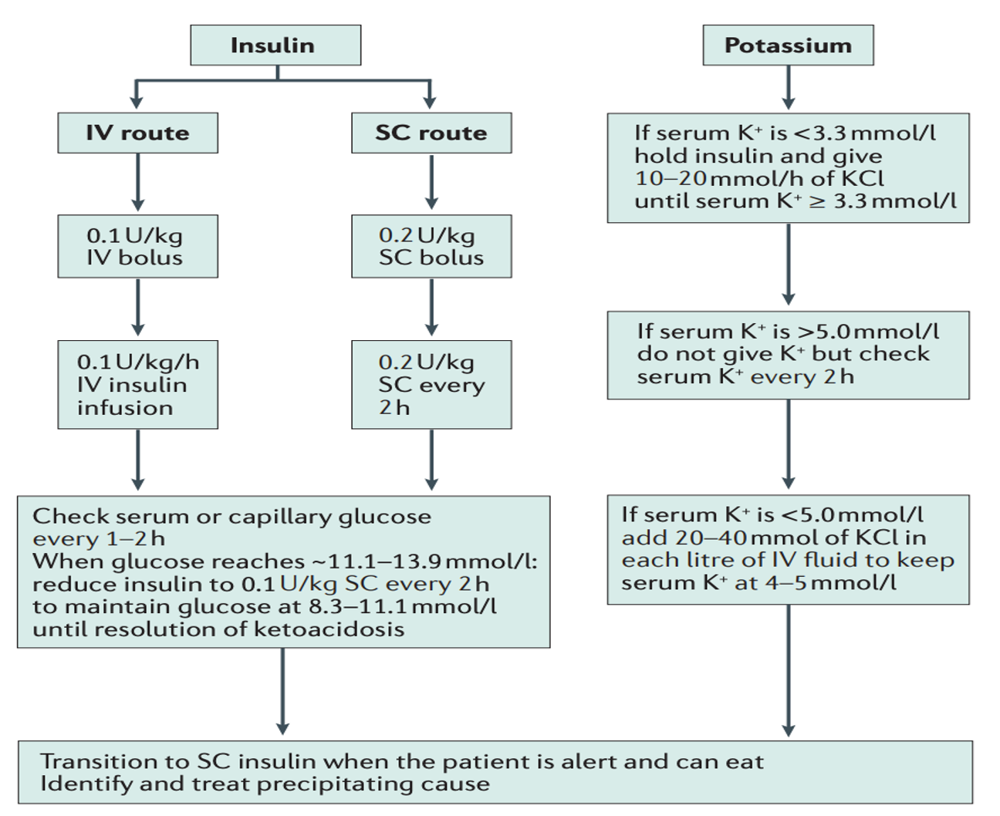 Insulin
IV route
SC route
0.1 U/kg
IV bolus
0.2 U/kg
SC bolus
0.1 U/kg/h
IV insulin
infusion
0.2 U/kg
SC every
2 h
Check serum or capillary glucose
every 1–2 h
When glucose reaches ~11.1–13.9 mmol/l:
reduce insulin to 0.1 U/kg SC every 2 h
to maintain glucose at 8.3–11.1 mmol/l
until resolution of ketoacidosis
Potassium
If serum K⁺ is <3.3 mmol/l
hold insulin and give
10–20 mmol/h of KCl
until serum K⁺ ≥ 3.3 mmol/l
If serum K⁺ is >5.0 mmol/l
do not give K⁺ but check
serum K⁺ every 2 h
If serum K⁺ is <5.0 mmol/l
add 20–40 mmol of KCl in
each litre of IV fluid to keep
serum K⁺ at 4–5 mmol/l
Transition to SC insulin when the patient is alert and can eat
Identify and treat precipitating cause